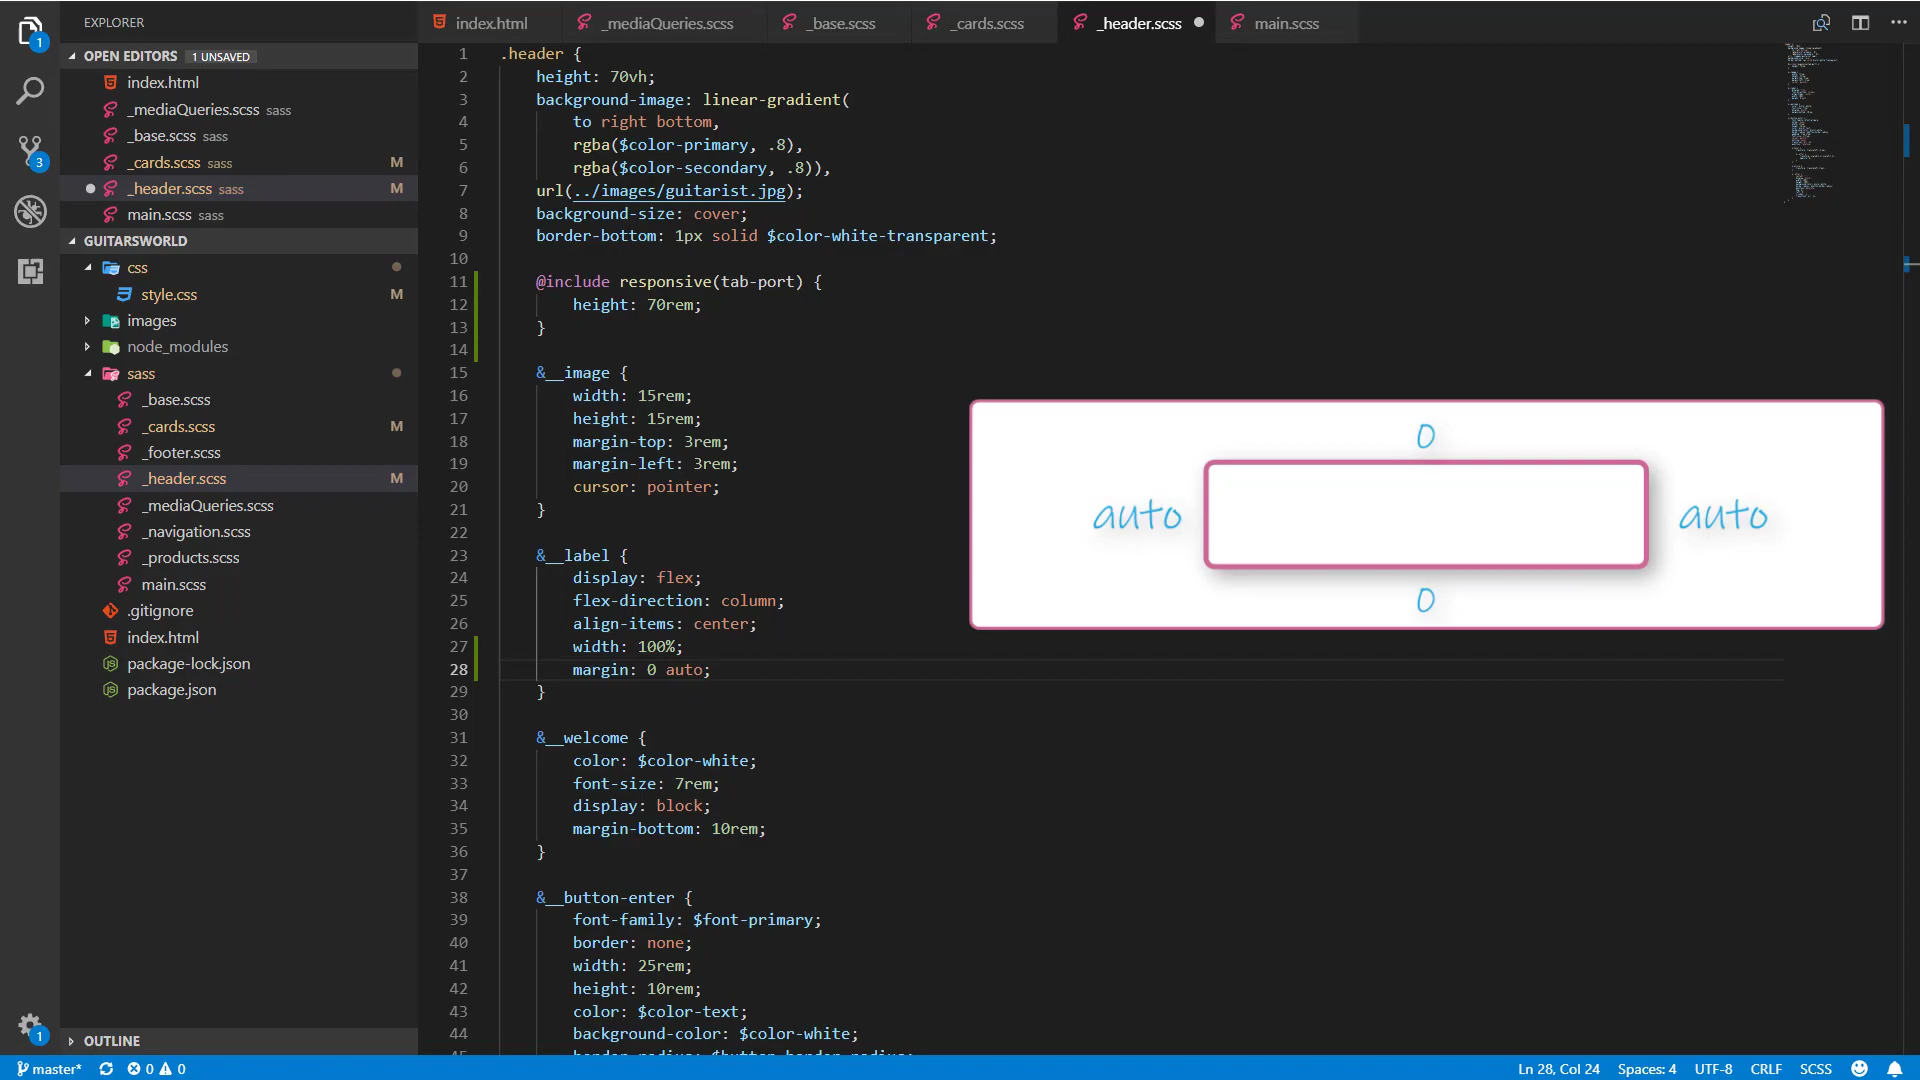 EXPLORER
OPEN EDITORS 1 UNSAVED
index.html
_mediaQueries.scss sass
_base.scss sass
_cards.scss sass M
_header.scss sass M
main.scss sass
GUITARSWORLD
css
style.css M
images
node_modules
sass
_base.scss
_cards.scss M
_footer.scss
_header.scss M
_mediaQueries.scss
_navigation.scss
_products.scss
main.scss
.gitignore
index.html
package-lock.json
package.json
OUTLINE
1
3
1
index.html _mediaQueries.scss _base.scss _cards.scss _header.scss main.scss
1 .header {
2 height: 70vh;
3 background-image: linear-gradient(
4 to right bottom,
5 rgba($color-primary, .8),
6 rgba($color-secondary, .8)),
7 url(../images/guitarist.jpg);
8 background-size: cover;
9 border-bottom: 1px solid $color-white-transparent;
10
11 @include responsive(tab-port) {
12 height: 70rem;
13 }
14
15 &__image {
16 width: 15rem;
17 height: 15rem;
18 margin-top: 3rem;
19 margin-left: 3rem;
20 cursor: pointer;
21 }
22
23 &__label {
24 display: flex;
25 flex-direction: column;
26 align-items: center;
27 width: 100%;
28 margin: 0 auto;
29 }
30
31 &__welcome {
32 color: $color-white;
33 font-size: 7rem;
34 display: block;
35 margin-bottom: 10rem;
36 }
37
38 &__button-enter {
39 font-family: $font-primary;
40 border: none;
41 width: 25rem;
42 height: 10rem;
43 color: $color-text;
44 background-color: $color-white;
0
auto auto
0
master* 0 0 Ln 28, Col 24 Spaces: 4 UTF-8 CRLF SCSS